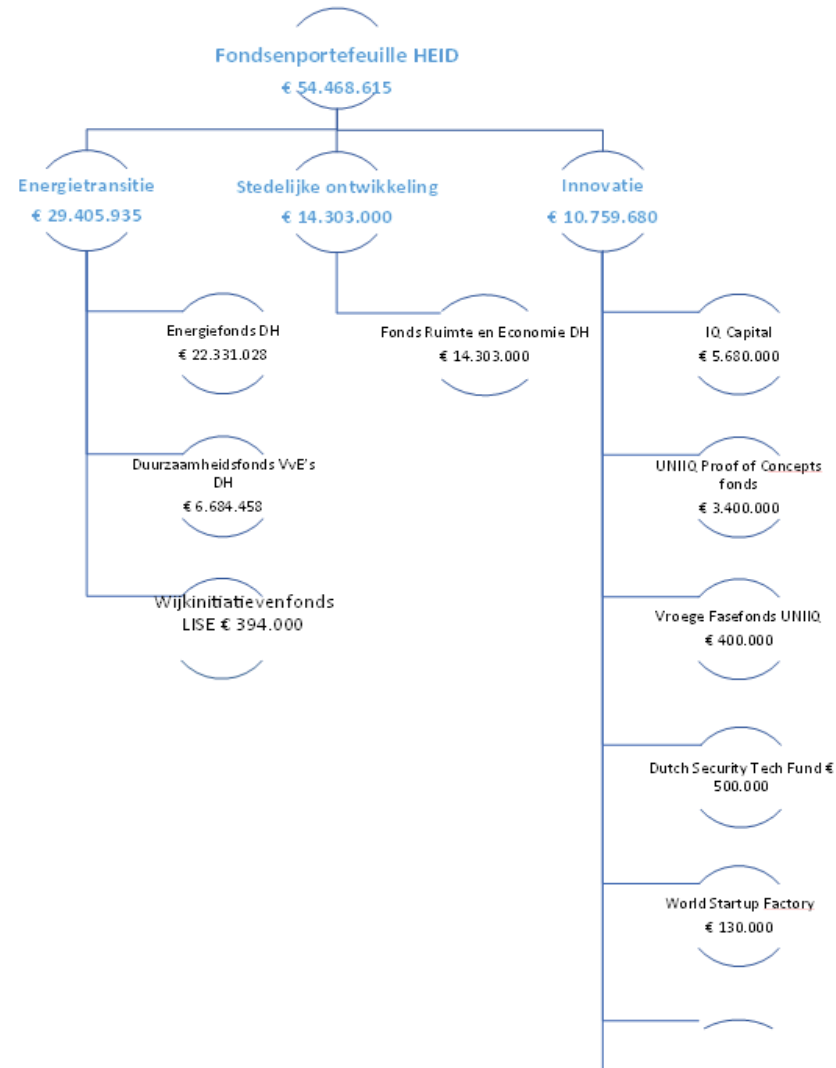 Fondsenportefeuille HEID
€ 54.468.615
Energietransitie
€ 29.405.935
Stedelijke ontwikkeling
€ 14.303.000
Innovatie
€ 10.759.680
Energiefonds DH
€ 22.331.028
Duurzaamheidsfonds VvE's
DH
€ 6.684.458
Wijkinitiatievenfonds
LISE € 394.000
Fonds Ruimte en Economie DH
€ 14.303.000
IQ Capital
€ 5.680.000
UNIIQ Proof of Concepts
fonds
€ 3.400.000
Vroege Fasefonds UNIIQ
€ 400.000
Dutch Security Tech Fund €
500.000
World Startup Factory
€ 130.000